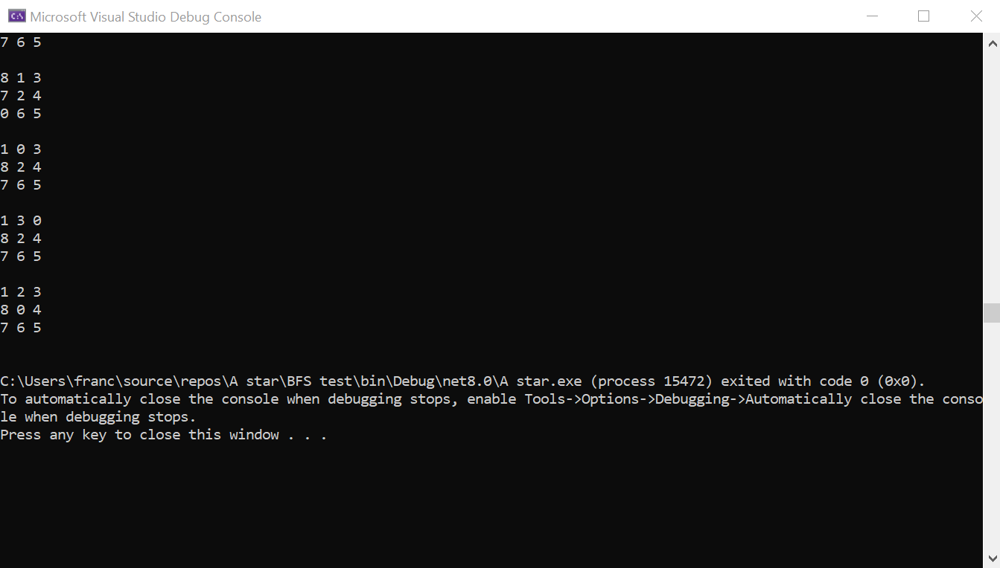 Microsoft Visual Studio Debug Console
7 6 5
8 1 3
7 2 4
0 6 5
1 0 3
8 2 4
7 6 5
1 3 0
8 2 4
7 6 5
1 2 3
8 0 4
7 6 5
C:\Users\franc\source\repos\A star\BFS test\bin\Debug\net8.0\A star.exe (process 15472) exited with code 0 (0x0).
To automatically close the console when debugging stops, enable Tools->Options->Debugging->Automatically close the conso
le when debugging stops.
Press any key to close this window . . .